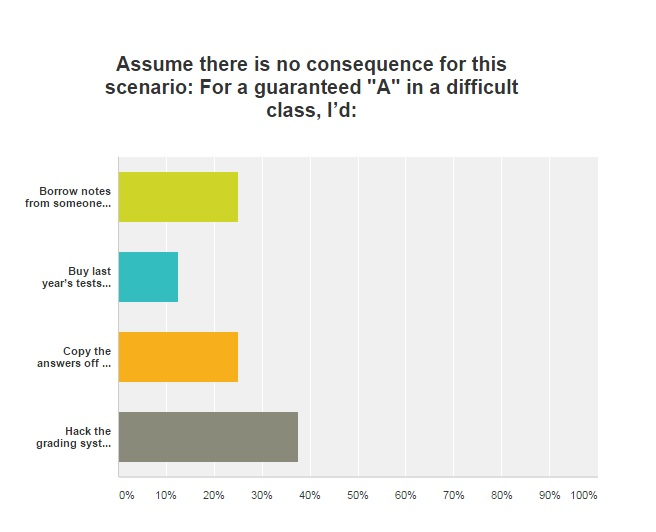 Assume there is no consequence for this
scenario: For a guaranteed "A" in a difficult
class, I’d:
Borrow notes
from someone...
Buy last
year’s tests...
Copy the
answers off ...
Hack the
grading syst...
0% 10% 20% 30% 40% 50% 60% 70% 80% 90% 100%